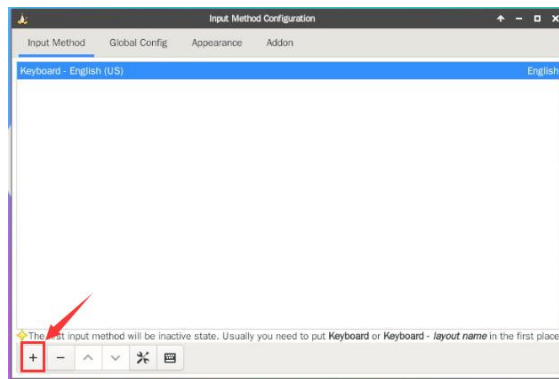 Input Method Configuration
Input Method Global Config Appearance Addon
Keyboard - English (US) English
The first input method will be inactive state. Usually you need to put Keyboard or Keyboard - layout name in the first place